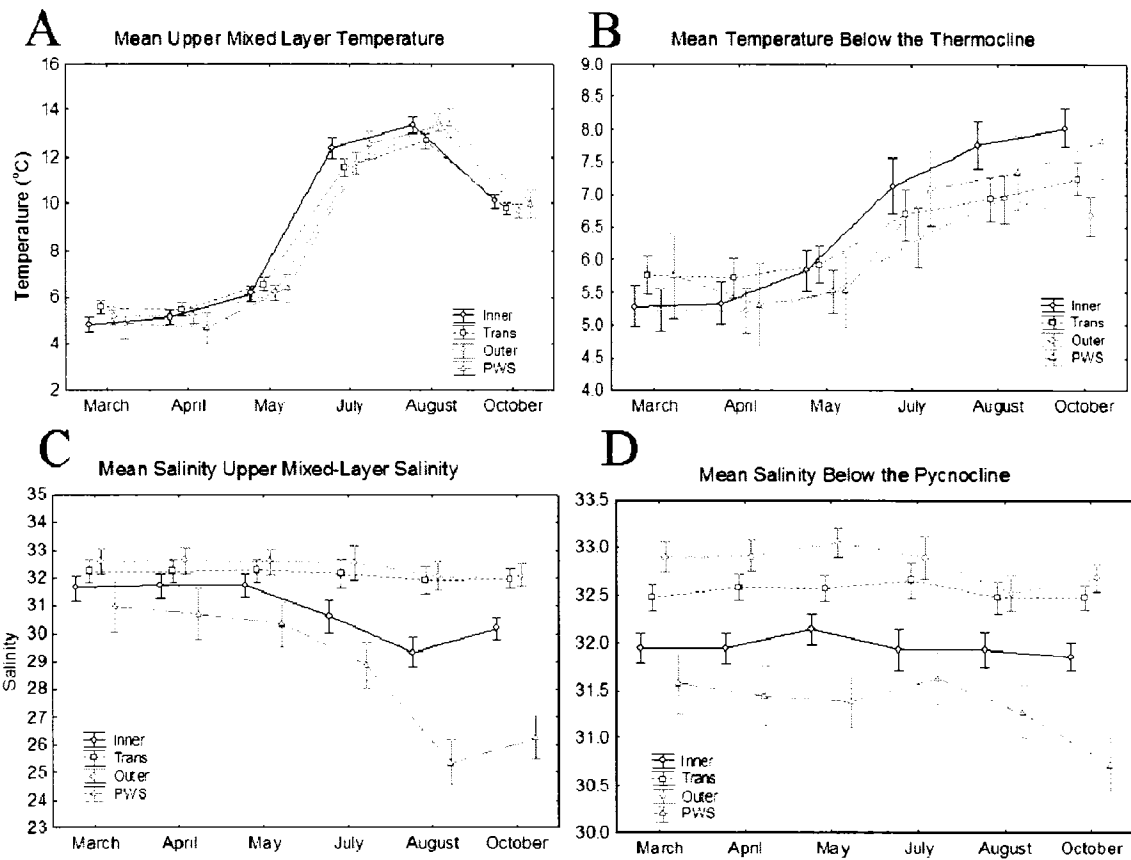 A
Mean Upper Mixed Layer Temperature
Temperature (°C)
16
14
12
10
8
6
4
2
Inner
Trans
Outer
PWS
March April May July August October
B
Mean Temperature Below the Thermocline
9.0
8.5
8.0
7.5
7.0
6.5
6.0
5.5
5.0
4.5
4.0
Inner
Trans
Outer
PWS
March April May July August October
C
Mean Salinity Upper Mixed-Layer Salinity
Salinity
35
34
33
32
31
30
29
28
27
26
25
24
23
Inner
Trans
Outer
PWS
March April May July August October
D
Mean Salinity Below the Pycnocline
33.5
33.0
32.5
32.0
31.5
31.0
30.5
30.0
Inner
Trans
Outer
PWS
March April May July August October